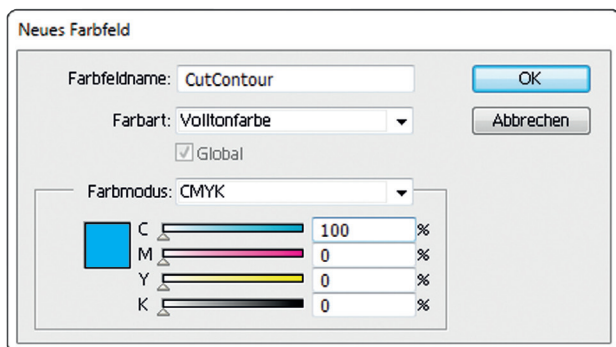 Neues Farbfeld
Farbfeldname: CutContour
OK
Farbart: Volltonfarbe
Abbrechen
Global
Farbmodus: CMYK
C 100 %
M 0 %
Y 0 %
K 0 %